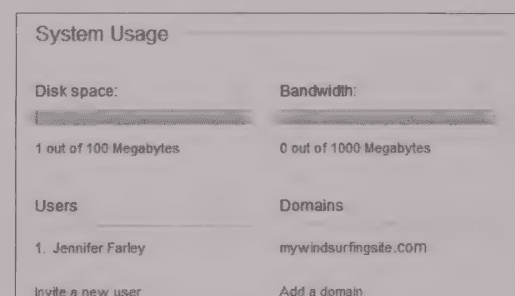 System Usage
Disk space:
Bandwidth:
1 out of 100 Megabytes
0 out of 1000 Megabytes
Users
Domains
1. Jennifer Farley
mywindsurfingsite.com
Invite a new user
Add a domain